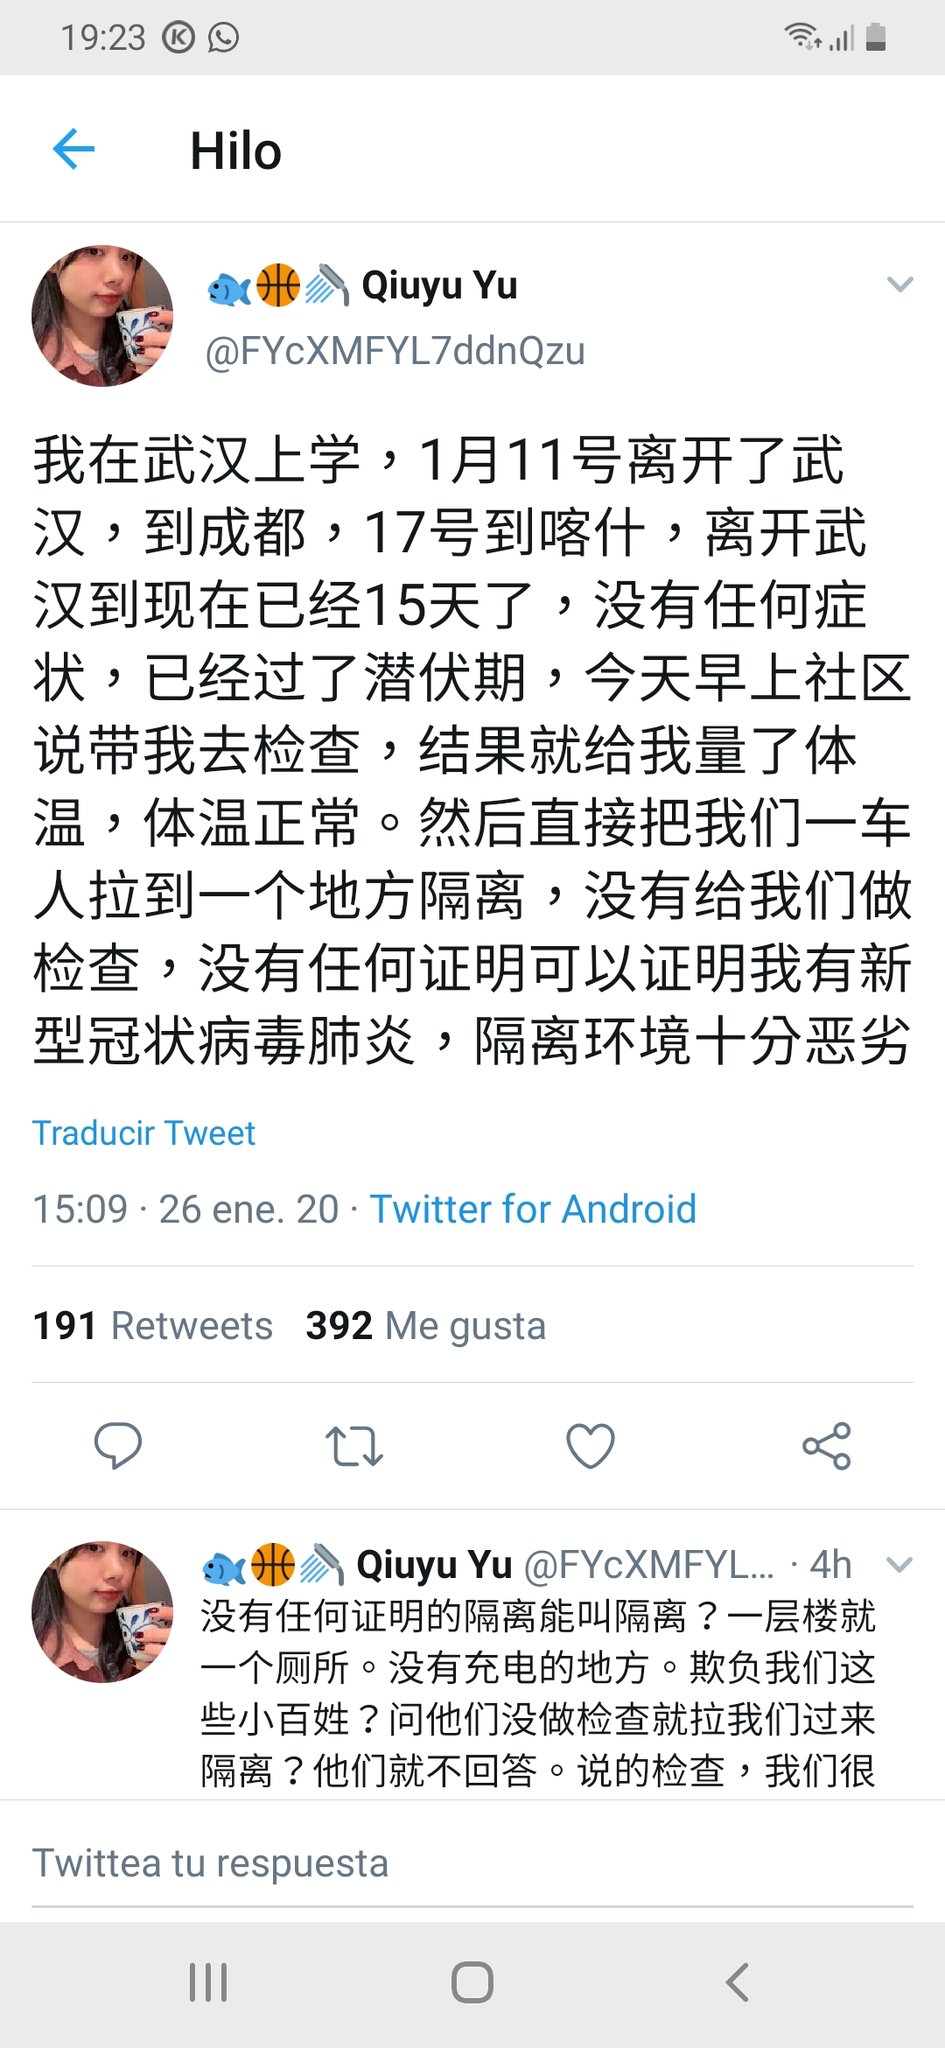 19:23
Hilo
Qiuyu Yu
@FYcXMFYL7ddnQzu
我在武汉上学，1月11号离开了武
汉，到成都，17号到喀什，离开武
汉到现在已经15天了，没有任何症
状，已经过了潜伏期，今天早上社区
说带我去检查，结果就给我量了体
温，体温正常。然后直接把我们一车
人拉到一个地方隔离，没有给我们做
检查，没有任何证明可以证明我有新
型冠状病毒肺炎，隔离环境十分恶劣
Traducir Tweet
15:09 · 26 ene. 20 · Twitter for Android
191 Retweets 392 Me gusta
Qiuyu Yu @FYcXMFYL... · 4h
没有任何证明的隔离能叫隔离？一层楼就
一个厕所。没有充电的地方。欺负我们这
些小百姓？问他们没做检查就拉我们过来
隔离？他们就不回答。说的检查，我们很
Twittea tu respuesta